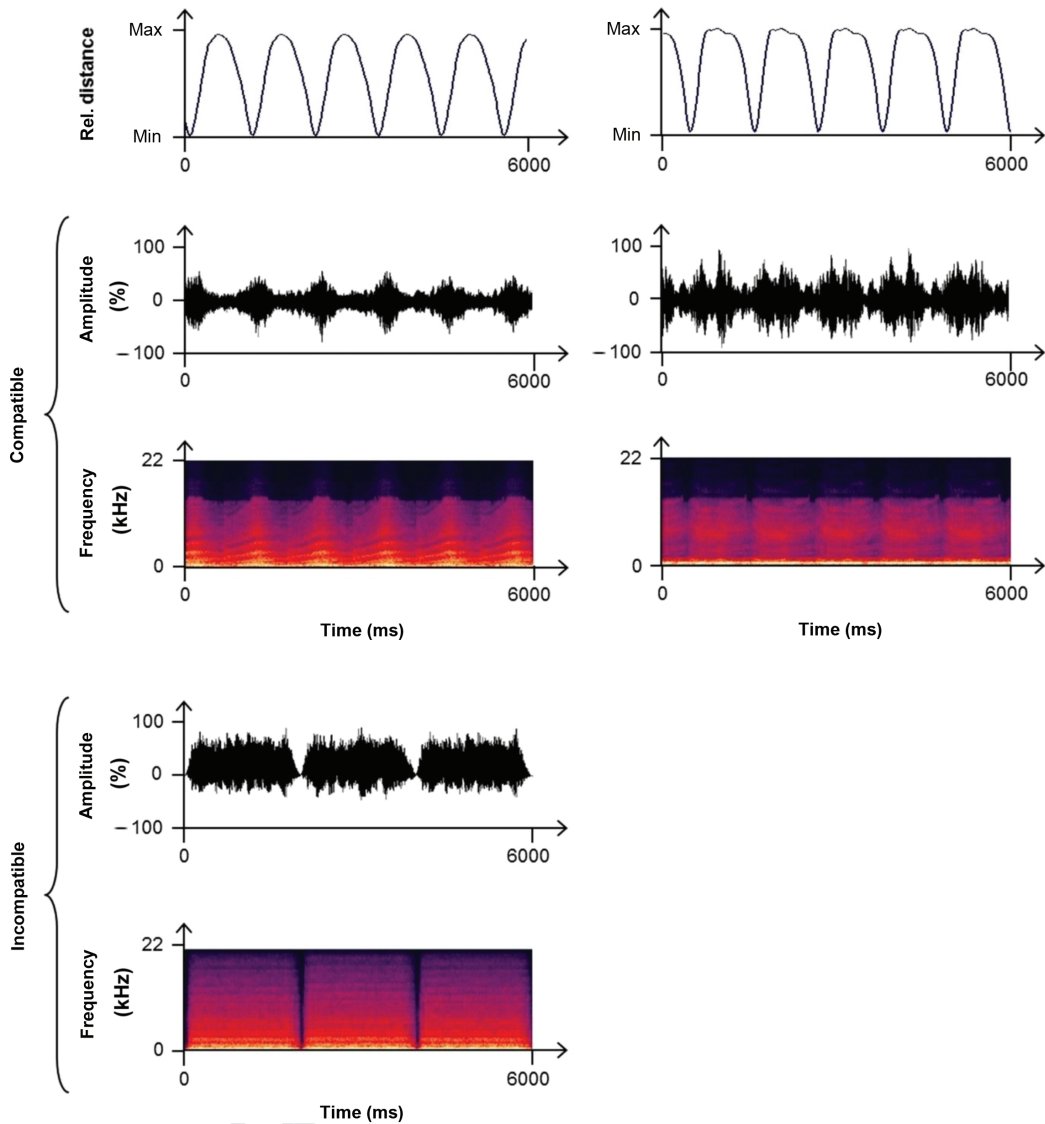 Rel. distance
Max
Min
0
6000
Max
Min
0
6000
Compatible
Amplitude
(%)
100
0
– 100
0
6000
100
0
– 100
0
6000
Frequency
(kHz)
22
0
0
6000
Time (ms)
22
0
0
6000
Time (ms)
Incompatible
Amplitude
(%)
100
0
– 100
0
6000
Frequency
(kHz)
22
0
0
6000
Time (ms)